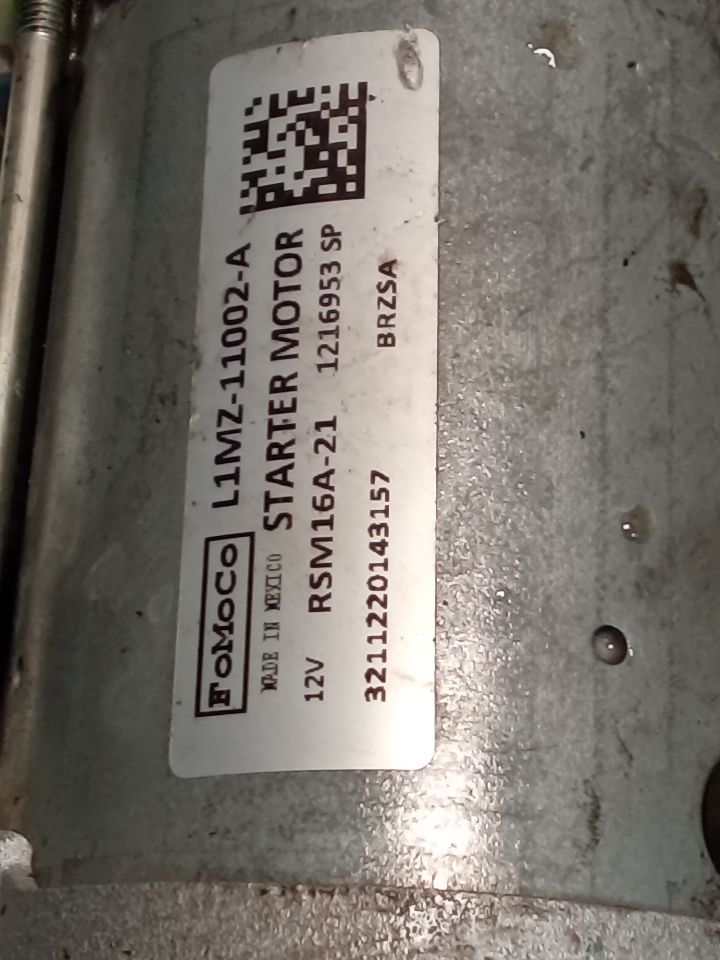 FoMoCo L1MZ-11002-A
MADE IN MEXICO STARTER MOTOR
12V RSM16A-21 1216953 SP
3211220143157 BRZSA